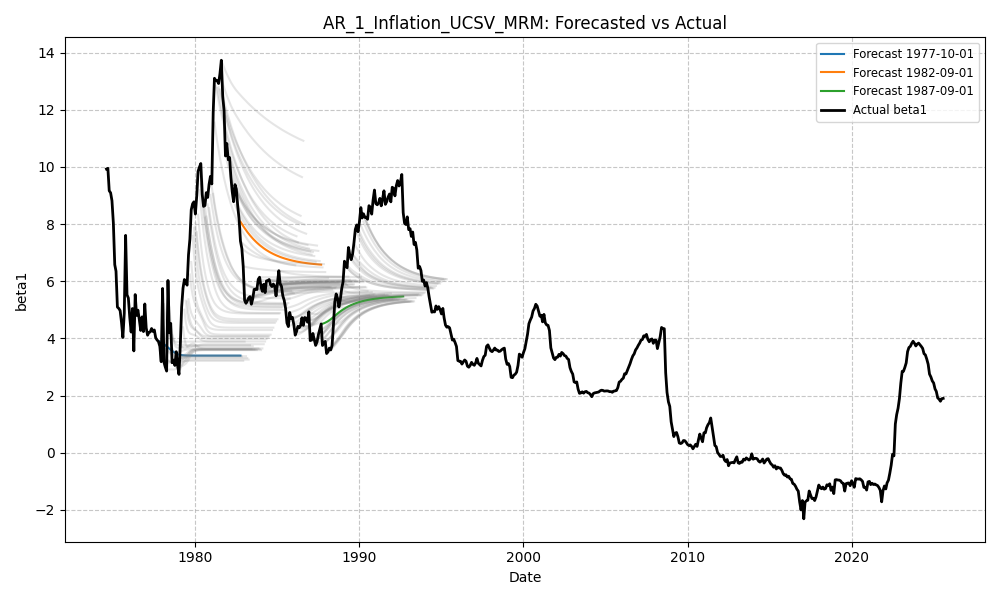 AR_1_Inflation_UCSV_MRM: Forecasted vs Actual
Forecast 1977-10-01
Forecast 1982-09-01
Forecast 1987-09-01
Actual beta1
beta1
14
12
10
8
6
4
2
0
−2
1980
1990
2000
2010
2020
Date